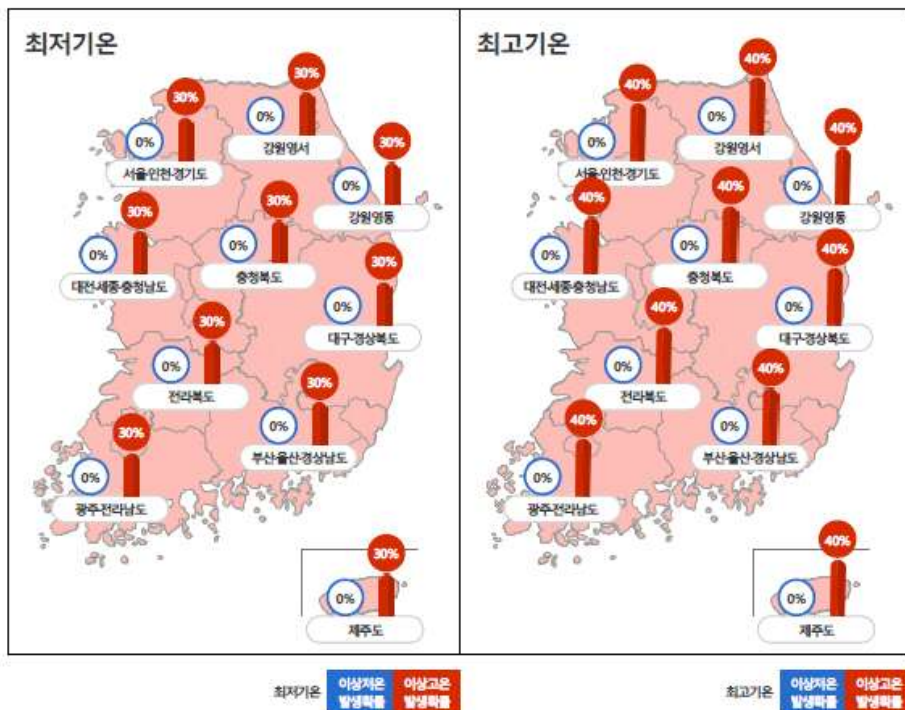 최저기온
30%
0%
강원영서
30%
0%
서울·인천·경기도
30%
0%
강원영동
30%
0%
충청북도
30%
0%
대전·세종·충청남도
30%
0%
대구·경상북도
30%
0%
전라북도
30%
0%
부산·울산·경상남도
30%
0%
광주·전라남도
30%
0%
제주도
최저기온
이상저온
발생확률
이상고온
발생확률
최고기온
40%
0%
강원영서
40%
0%
서울·인천·경기도
40%
0%
강원영동
40%
0%
충청북도
40%
0%
대전·세종·충청남도
40%
0%
대구·경상북도
40%
0%
전라북도
40%
0%
부산·울산·경상남도
40%
0%
광주·전라남도
40%
0%
제주도
최고기온
이상저온
발생확률
이상고온
발생확률